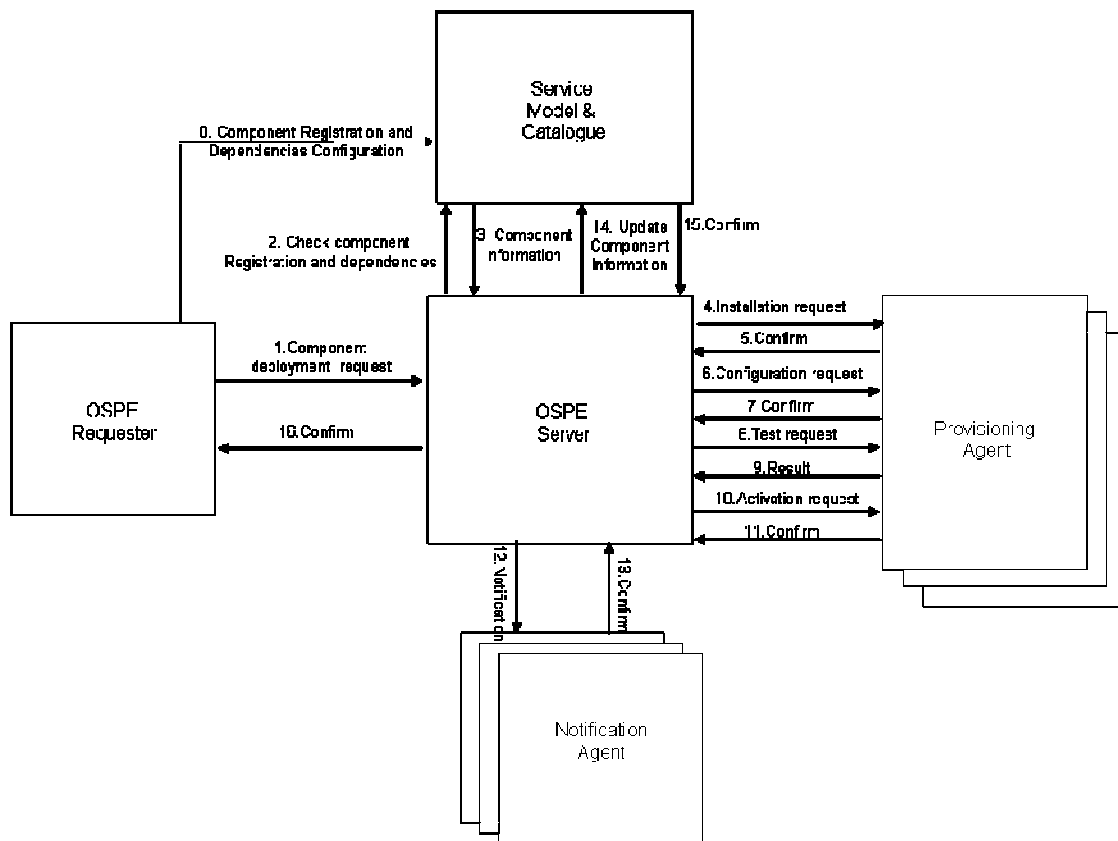 Service
Model &
Catalogue
0. Component Registration and
Dependencies Configuration
2. Check component
Registration and dependencies
3. Component
Information
14. Update
Component
Information
15.Confirm
4.Installation request
5.Confirm
6.Configuration request
7.Confirm
8.Test request
9.Result
10.Activation request
11.Confirm
1.Component
deployment request
16.Confirm
OSPE
Requester
OSPE
Server
Provisioning
Agent
12.Notification
13.Confirm
Notification
Agent